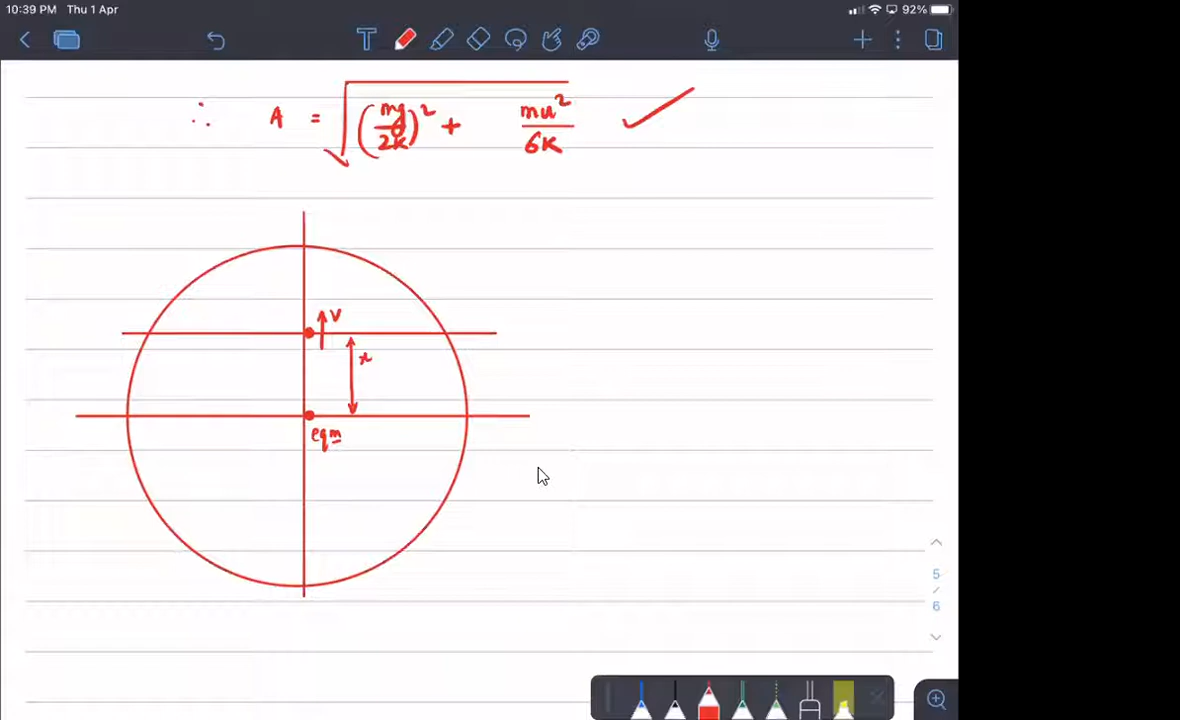 10:39 PM Thu 1 Apr 92%
∴ A = √((mg/2K)² + mu²/6K)
v
x
eqm
5
6